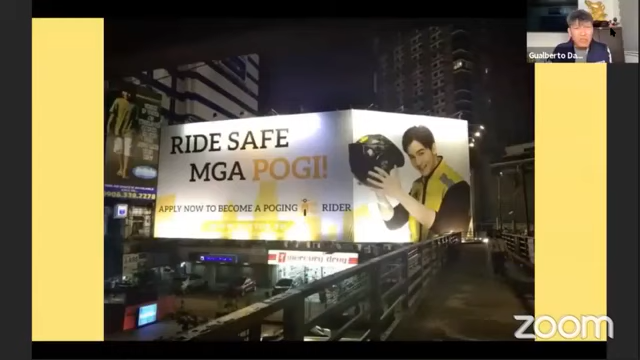 Gualberto Da...
RIDE SAFE
MGA POGI!
APPLY NOW TO BECOME A POGING RIDER
mercury drug
zoom